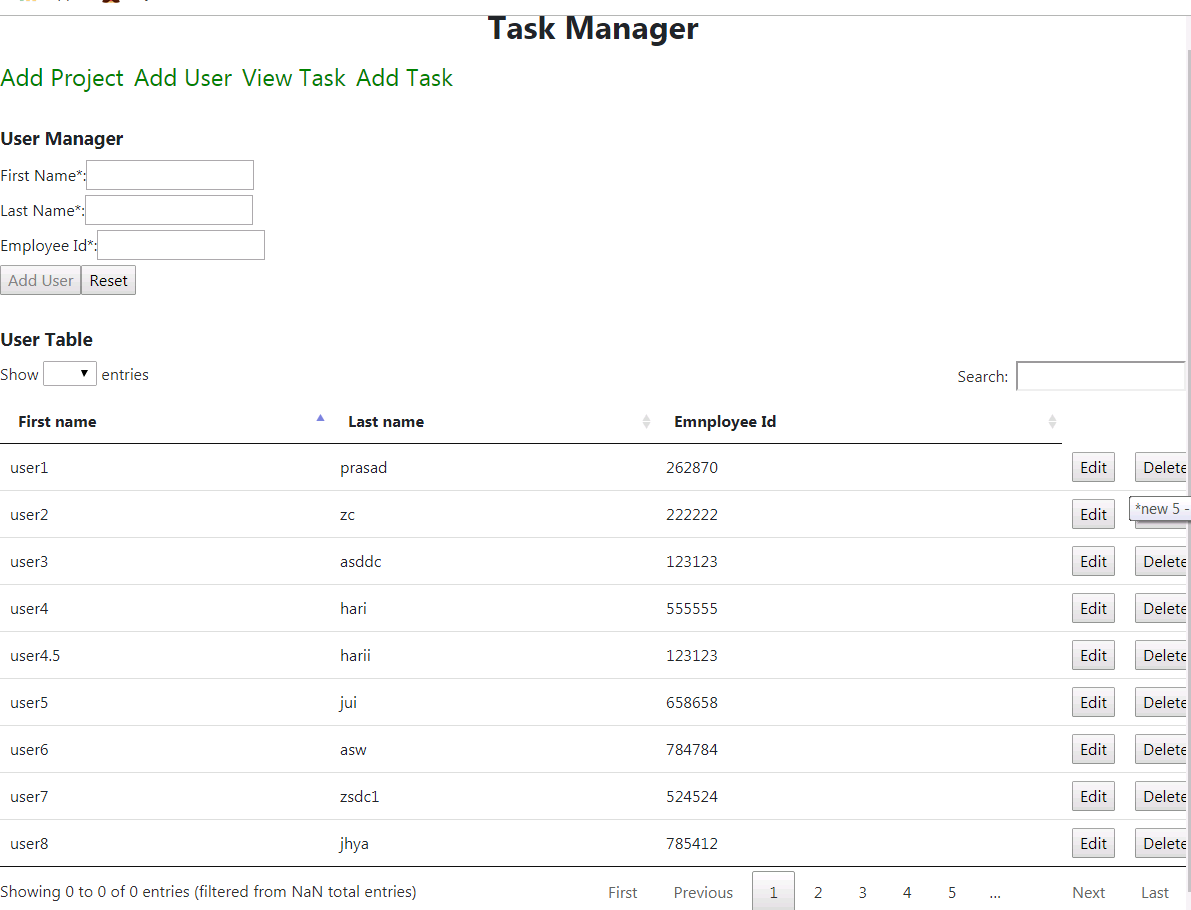 Task Manager
Add Project Add User View Task Add Task
User Manager
First Name*:
Last Name*:
Employee Id*:
Add User Reset
User Table
Show entries Search:
First name Last name Emnployee Id
user1 prasad 262870 Edit Delete
user2 zc 222222 Edit
*new 5 -
user3 asddc 123123 Edit Delete
user4 hari 555555 Edit Delete
user4.5 harii 123123 Edit Delete
user5 jui 658658 Edit Delete
user6 asw 784784 Edit Delete
user7 zsdc1 524524 Edit Delete
user8 jhya 785412 Edit Delete
Showing 0 to 0 of 0 entries (filtered from NaN total entries) First Previous 1 2 3 4 5 ... Next Last